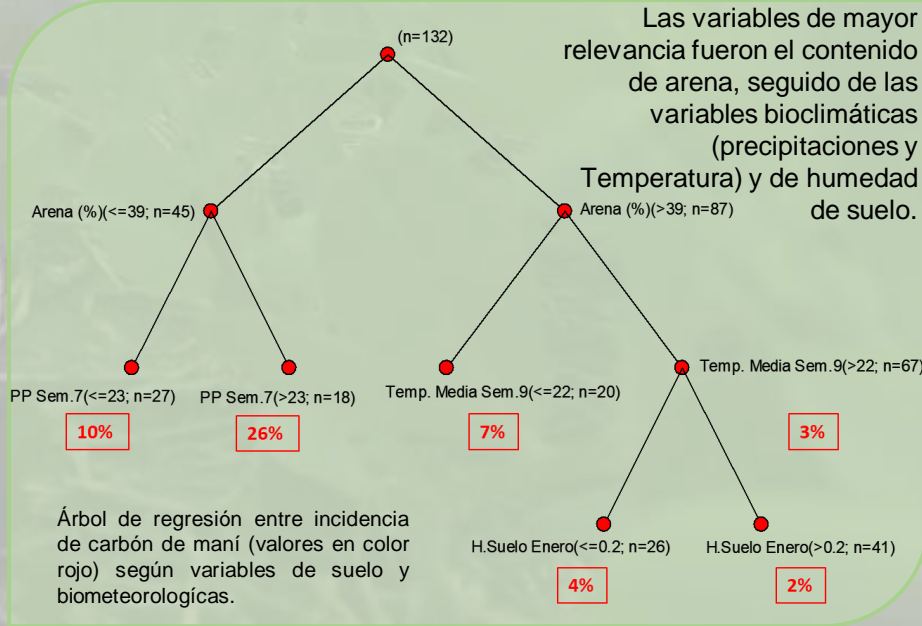 (n=132)
Las variables de mayor
relevancia fueron el contenido
de arena, seguido de las
variables bioclimáticas
(precipitaciones y
Temperatura) y de humedad
de suelo.
Arena (%)(<=39; n=45)
Arena (%)(>39; n=87)
PP Sem.7(<=23; n=27)
PP Sem.7(>23; n=18)
Temp. Media Sem.9(<=22; n=20)
Temp. Media Sem.9(>22; n=67)
10%
26%
7%
3%
H.Suelo Enero(<=0.2; n=26)
H.Suelo Enero(>0.2; n=41)
4%
2%
Árbol de regresión entre incidencia
de carbón de maní (valores en color
rojo) según variables de suelo y
biometeorologícas.